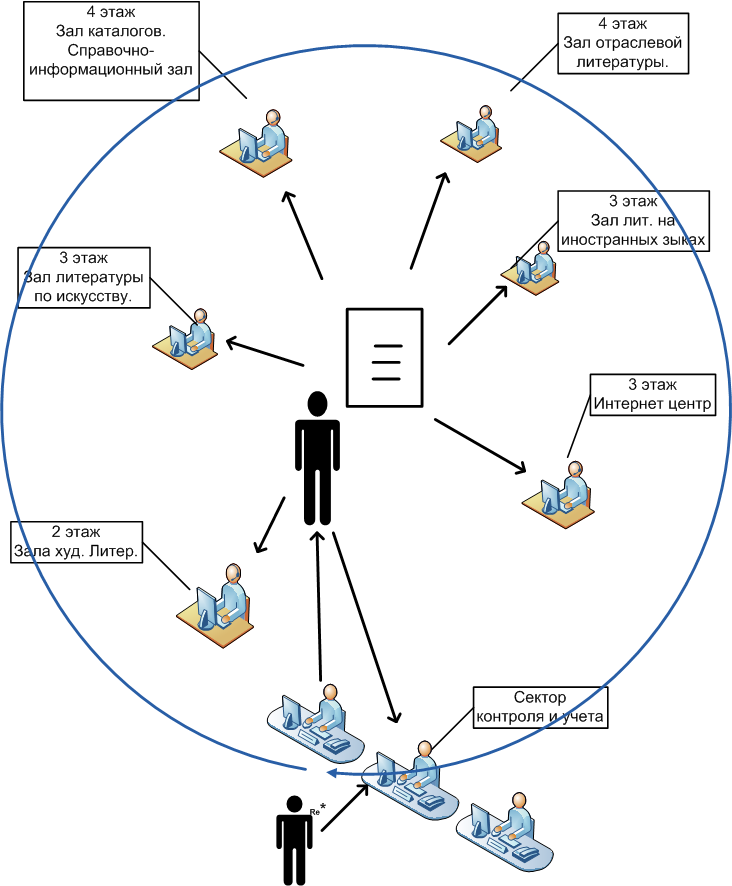 4 этаж
Зал каталогов.
Справочно-
информационный зал
4 этаж
Зал отраслевой
литературы.
3 этаж
Зал лит. на
иностранных зыках
3 этаж
Зал литературы
по искусству.
3 этаж
Интернет центр
2 этаж
Зала худ. Литер.
Сектор
контроля и учета
Re*